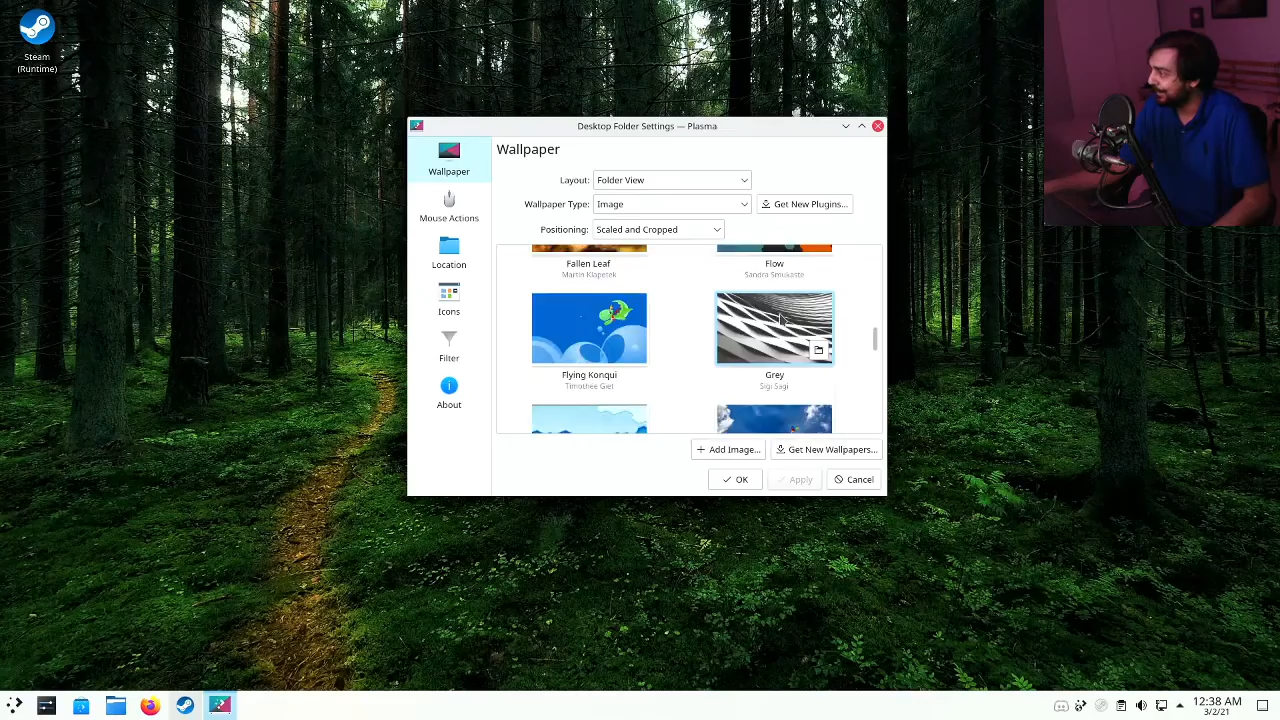 Steam
(Runtime)
Desktop Folder Settings — Plasma
Wallpaper
Mouse Actions
Location
Icons
Filter
About
Wallpaper
Layout: Folder View
Wallpaper Type: Image Get New Plugins...
Positioning: Scaled and Cropped
Fallen Leaf Flow
Martin Klapetek Sandra Smukaste
Flying Konqui Grey
Timothée Giet Sigi Sagi
Add Image... Get New Wallpapers...
OK Apply Cancel
12:38 AM
3/2/21